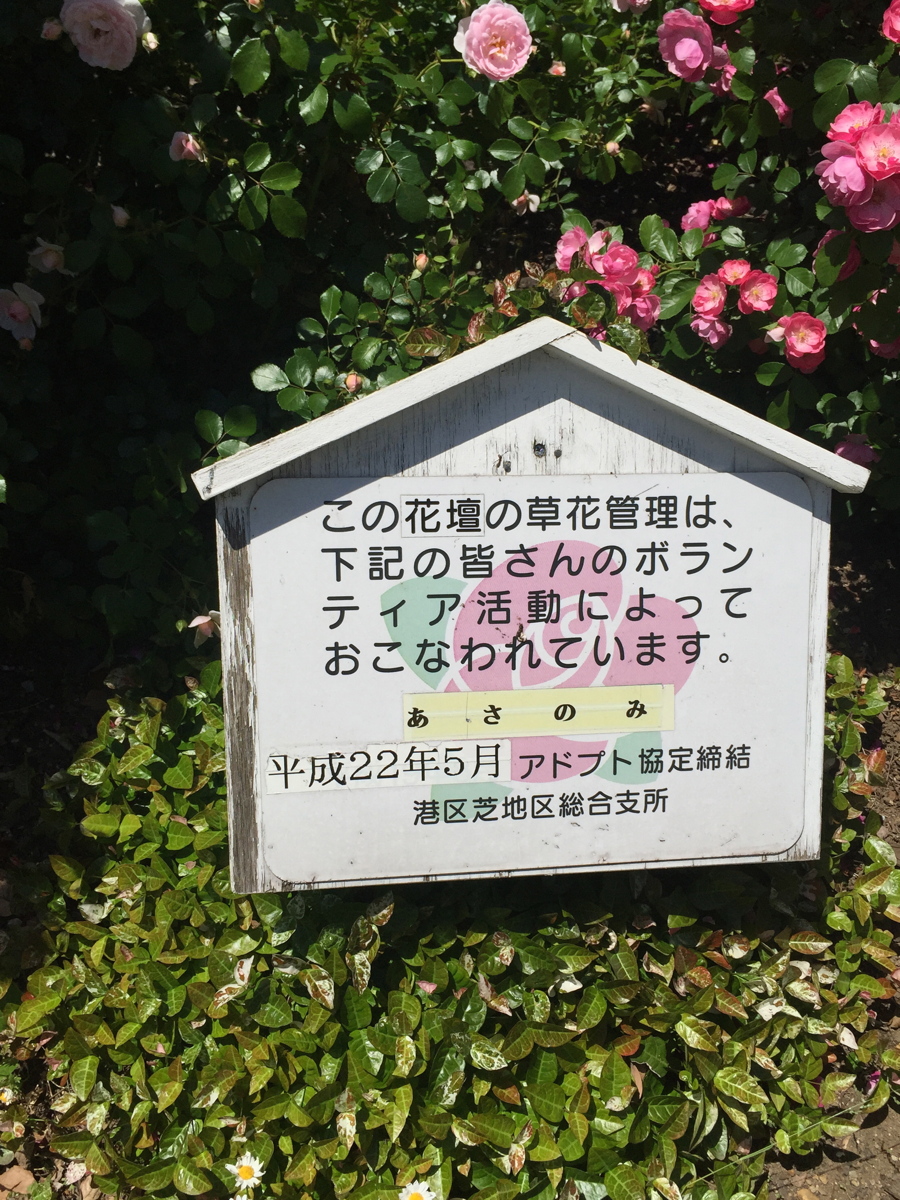 この花壇の草花管理は、
下記の皆さんのボラン
ティア活動によって
おこなわれています。
あさのみ
平成22年5月 アドプト協定締結
港区芝地区総合支所